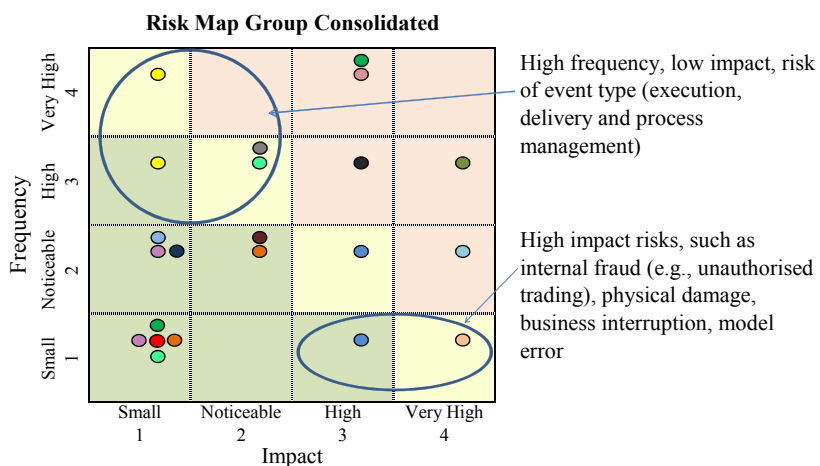 Risk Map Group Consolidated
Frequency
Very High
4
High
3
Noticeable
2
Small
1
Small
1
Noticeable
2
High
3
Very High
4
Impact
High frequency, low impact, risk
of event type (execution,
delivery and process
management)
High impact risks, such as
internal fraud (e.g., unauthorised
trading), physical damage,
business interruption, model
error